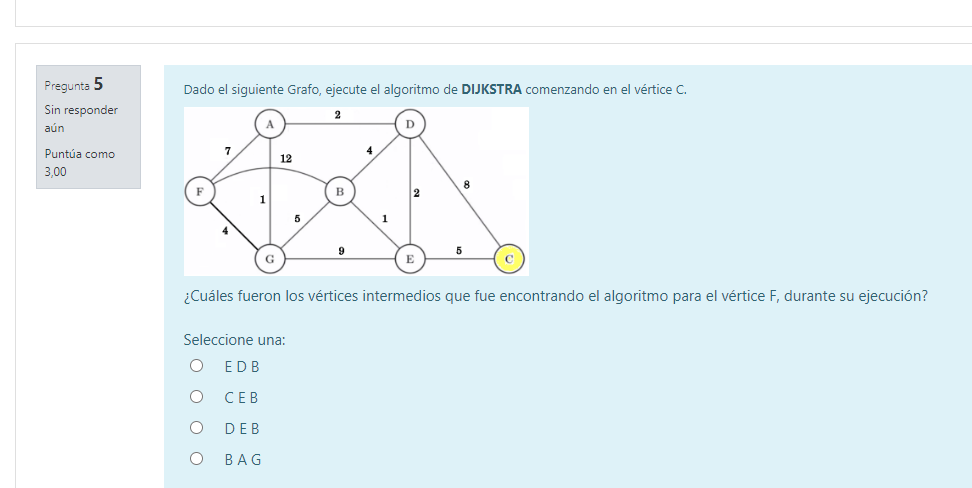 Pregunta 5
Sin responder
aún
Puntúa como
3,00
Dado el siguiente Grafo, ejecute el algoritmo de DIJKSTRA comenzando en el vértice C.
2
A
D
7
12
4
F
B
8
1
2
5
1
4
9
5
G
E
C
¿Cuáles fueron los vértices intermedios que fue encontrando el algoritmo para el vértice F, durante su ejecución?
Seleccione una:
E D B
C E B
D E B
B A G